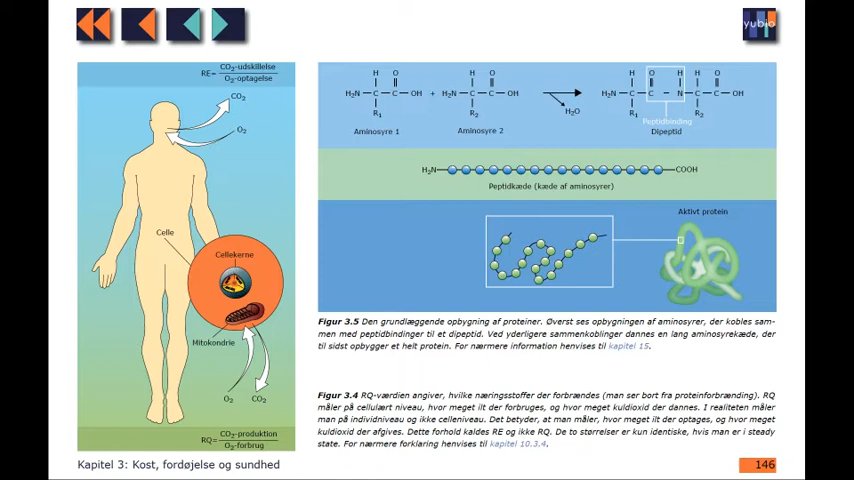 yubio
RE= CO2-udskillelse
O2-optagelse
CO2
O2
Celle
Cellekerne
Mitokondrie
O2 CO2
RQ= CO2-produktion
O2-forbrug
H O H O H O H H O
H2N C C OH + H2N C C OH H2N C - C - N C C OH
R1 R2 H2O R1 R2
Peptidbinding
Aminosyre 1 Aminosyre 2 Dipeptid
H2N COOH
Peptidkæde (kæde af aminosyrer)
Aktivt protein
Figur 3.5 Den grundlæggende opbygning af proteiner. Øverst ses opbygningen af aminosyrer, der kobles sam-
men med peptidbindinger til et dipeptid. Ved yderligere sammenkoblinger dannes en lang aminosyrekæde, der
til sidst opbygger et helt protein. For nærmere information henvises til kapitel 15.
Figur 3.4 RQ-værdien angiver, hvilke næringsstoffer der forbrændes (man ser bort fra proteinforbrænding). RQ
måler på cellulært niveau, hvor meget ilt der forbruges, og hvor meget kuldioxid der dannes. I realiteten måler
man på individniveau og ikke celleniveau. Det betyder, at man måler, hvor meget ilt der optages, og hvor meget
kuldioxid der afgives. Dette forhold kaldes RE og ikke RQ. De to størrelser er kun identiske, hvis man er i steady
state. For nærmere forklaring henvises til kapitel 10.3.4.
Kapitel 3: Kost, fordøjelse og sundhed
146